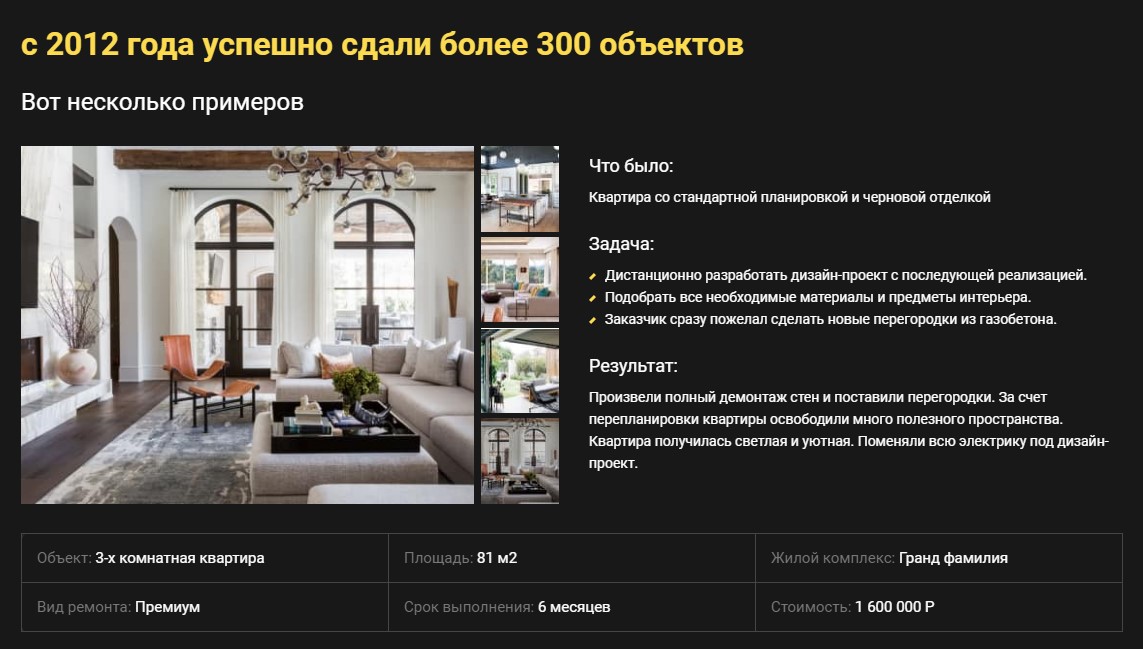 с 2012 года успешно сдали более 300 объектов
Вот несколько примеров
Что было:
Квартира со стандартной планировкой и черновой отделкой
Задача:
Дистанционно разработать дизайн-проект с последующей реализацией.
Подобрать все необходимые материалы и предметы интерьера.
Заказчик сразу пожелал сделать новые перегородки из газобетона.
Результат:
Произвели полный демонтаж стен и поставили перегородки. За счет
перепланировки квартиры освободили много полезного пространства.
Квартира получилась светлая и уютная. Поменяли всю электрику под дизайн-
проект.
Объект: 3-х комнатная квартира
Площадь: 81 м2
Жилой комплекс: Гранд фамилия
Вид ремонта: Премиум
Срок выполнения: 6 месяцев
Стоимость: 1 600 000 Р